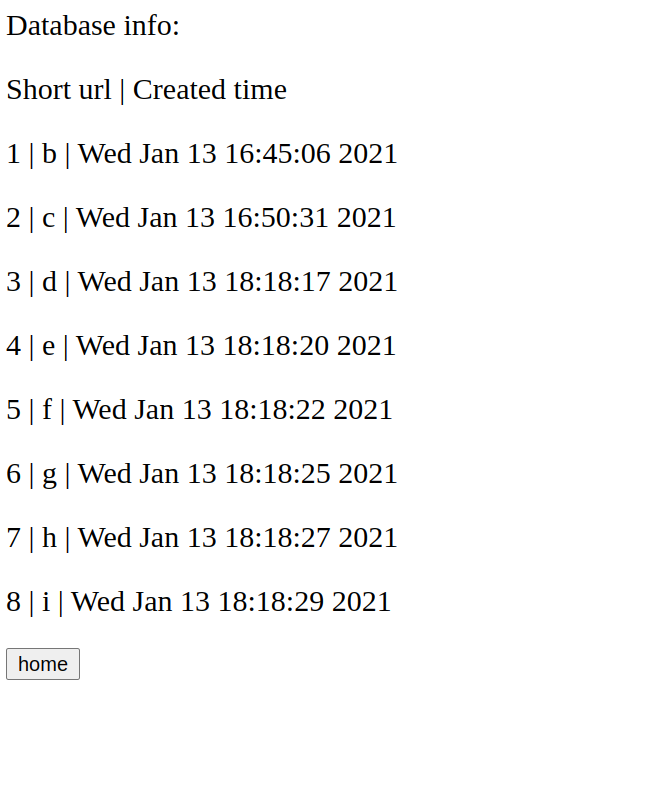 Database info:
Short url | Created time
1 | b | Wed Jan 13 16:45:06 2021
2 | c | Wed Jan 13 16:50:31 2021
3 | d | Wed Jan 13 18:18:17 2021
4 | e | Wed Jan 13 18:18:20 2021
5 | f | Wed Jan 13 18:18:22 2021
6 | g | Wed Jan 13 18:18:25 2021
7 | h | Wed Jan 13 18:18:27 2021
8 | i | Wed Jan 13 18:18:29 2021
home